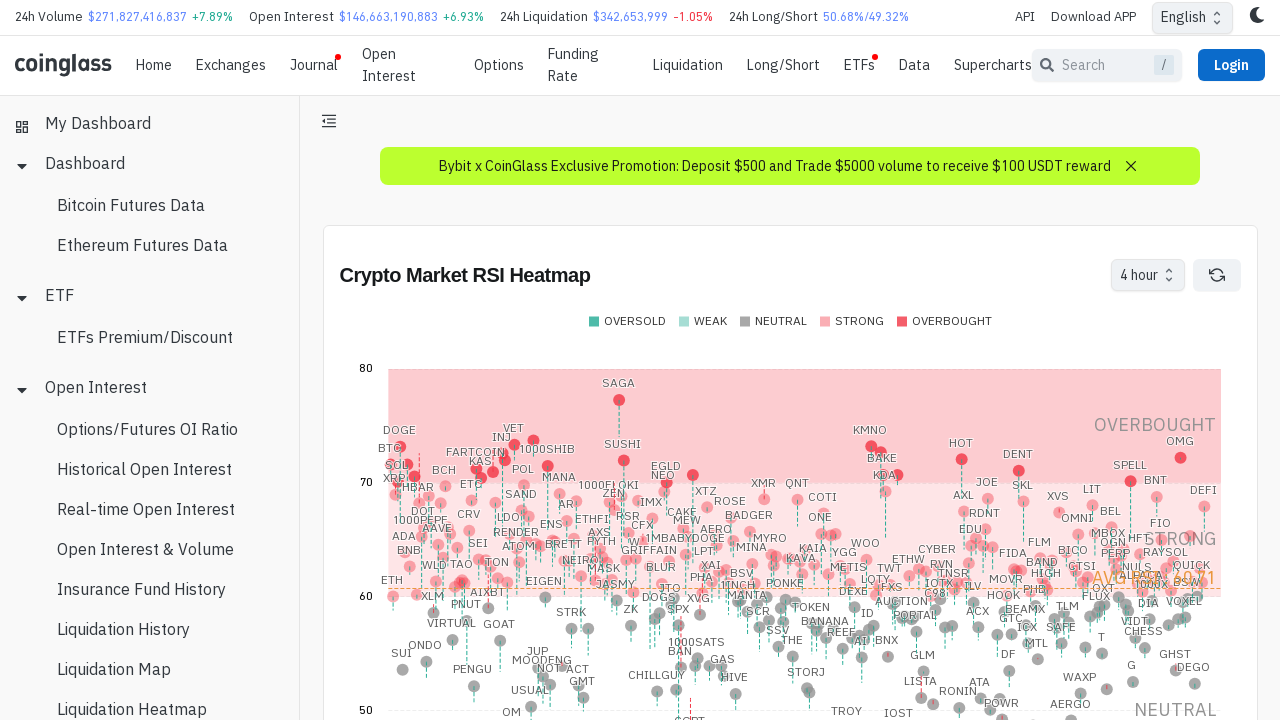 24h Volume $271,827,416,837 +7.89% Open Interest $146,663,190,883 +6.93% 24h Liquidation $342,653,999 -1.05% 24h Long/Short 50.68%/49.32% API Download APP English
coinglass Home Exchanges Journal Open Interest Options Funding Rate Liquidation Long/Short ETFs Data Supercharts Search / Login
My Dashboard
Dashboard
Bitcoin Futures Data
Ethereum Futures Data
ETF
ETFs Premium/Discount
Open Interest
Options/Futures OI Ratio
Historical Open Interest
Real-time Open Interest
Open Interest & Volume
Insurance Fund History
Liquidation History
Liquidation Map
Liquidation Heatmap
Bybit x CoinGlass Exclusive Promotion: Deposit $500 and Trade $5000 volume to receive $100 USDT reward
Crypto Market RSI Heatmap
4 hour
OVERSOLD WEAK NEUTRAL STRONG OVERBOUGHT
80
SAGA
OVERBOUGHT
DOGE VET KMNO
INJ SUSHI HOT OMG
BTC FARTCOIN 1000SHIB BAKE DENT
SOL KAS BCH POL EGLD SPELL
XRP NEO KDA
70
HBAR ETC MANA 1000FLOKI XTZ XMR QNT JOE SKL BNT
SAND ZEN LIT DEFI
DOT AR IMX ROSE COTI AXL XVS
1000PEPE CRV LDO RSR CAKE BADGER ONE RDNT OMNI BEL
AAVE ENS ETHFI CFX MEW AERO EDU FIO
ADA RENDER AXS 1MBABYDOGE MYRO MBOX STRONG
BNB SEI ATOM BRETT PYTH GRIFFAIN LPT MINA KAIA WOO CYBER FLM OGN HFT
WLD TAO TON NEIRO BLUR XAI KAVA YGG ETHW FIDA BICO PERP RAYSOL
ETH EIGEN MASK PHA BSV METIS TWT RVN TNSR BAND CTSI NULS QUICK
XLM AIXBT JASMY JTO 1INCH PONKE LQTY IOTX MOVR HIGH ALPACA
60
PNUT DOGS XVG MANTA DEXE FXS C98 TLV HOOK PHB FLUX 1000X BSW
VIRTUAL GOAT STRK ZK SPX SCR TOKEN ID AUCTION PORTAL ACX BEAMX TLM DIA VOXEL
SSV BANANA GTC ICX SAFE VIDT
ONDO 1000SATS THE REEF AI BNX MTL T CHESS
SUI JUP BAN GAS GLM DF G GHST
PENGU MOODENG NOT ACT CHILLGUY HIVE STORJ LISTA ATA WAXP DEGO
USUAL GMT RONIN POWR AERGO
50
OM TROY IOST NEUTRAL